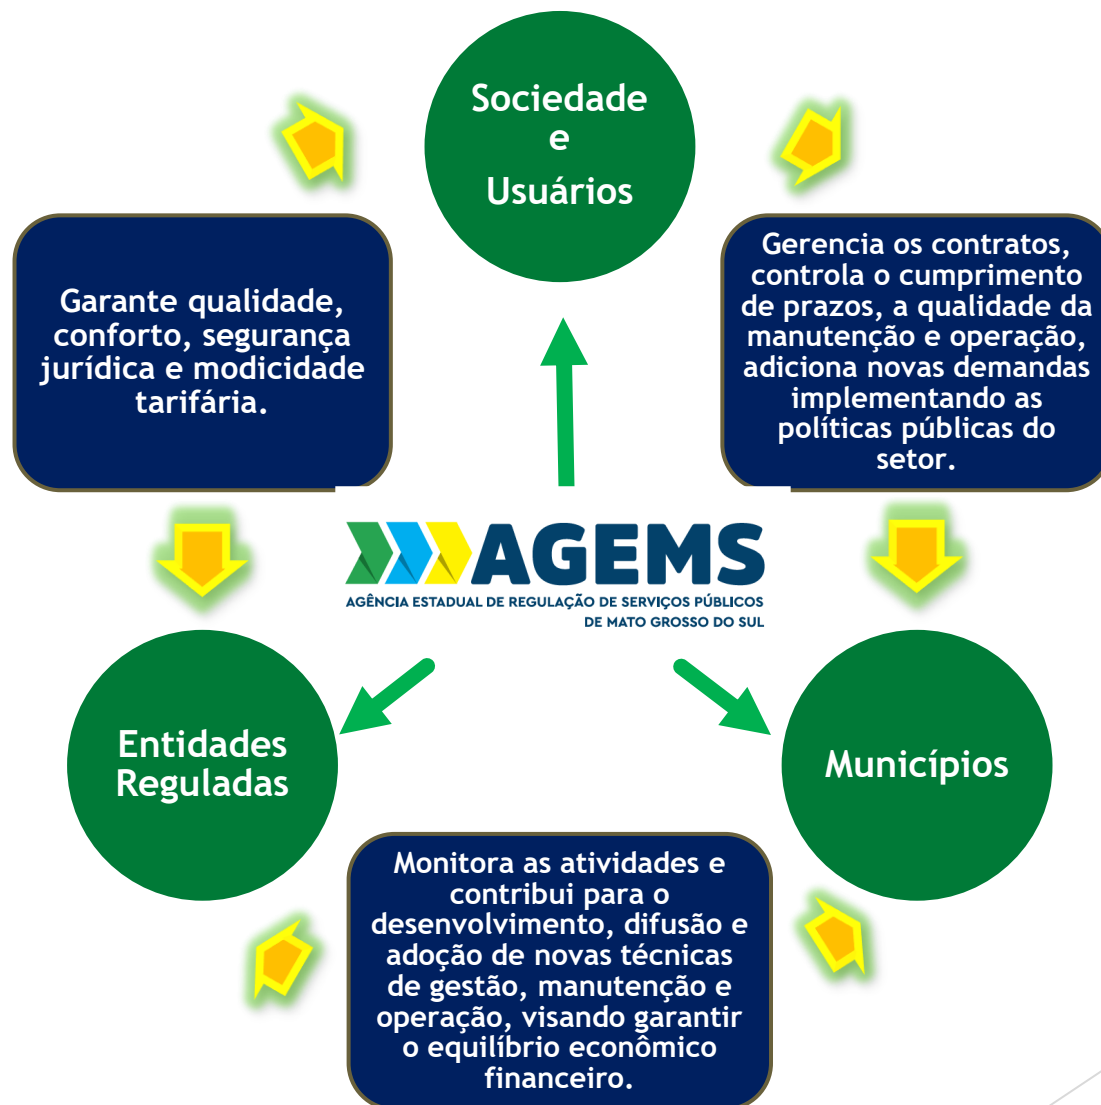 Sociedade
e
Usuários
Garante qualidade,
conforto, segurança
jurídica e modicidade
tarifária.
Gerencia os contratos,
controla o cumprimento
de prazos, a qualidade da
manutenção e operação,
adiciona novas demandas
implementando as
políticas públicas do
setor.
AGEMS
AGÊNCIA ESTADUAL DE REGULAÇÃO DE SERVIÇOS PÚBLICOS
DE MATO GROSSO DO SUL
Entidades
Reguladas
Municípios
Monitora as atividades e
contribui para o
desenvolvimento, difusão e
adoção de novas técnicas
de gestão, manutenção e
operação, visando garantir
o equilíbrio econômico
financeiro.